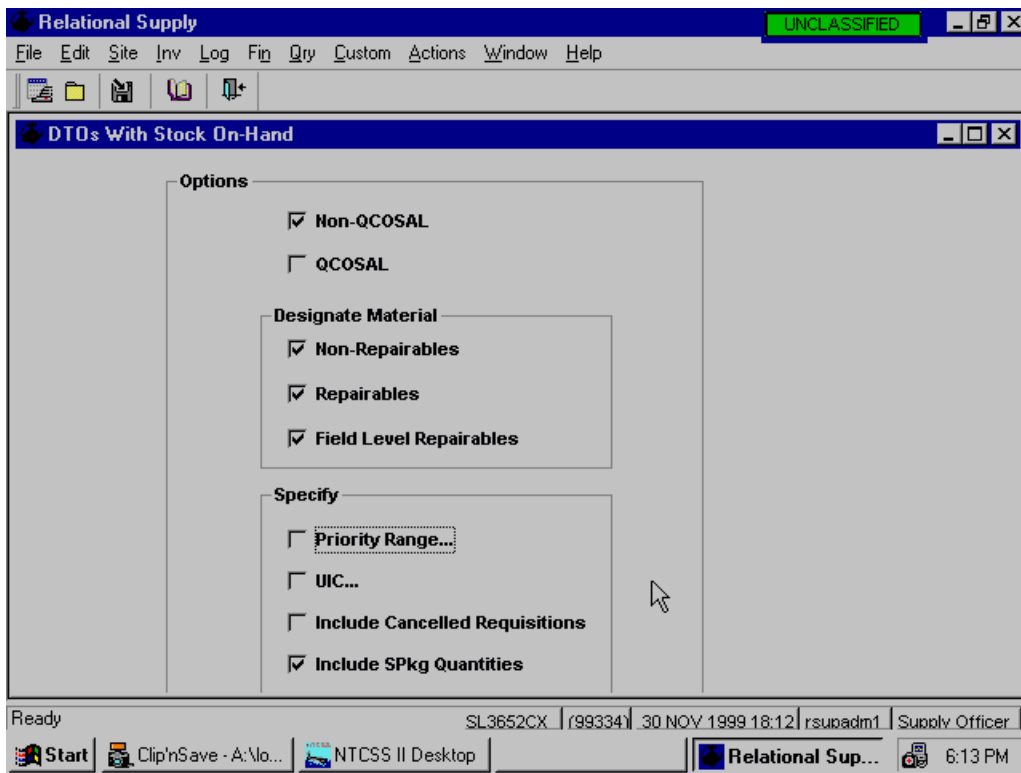 Relational Supply UNCLASSIFIED
File Edit Site Inv Log Fin Qry Custom Actions Window Help
DTOs With Stock On-Hand
Options
Non-QCOSAL
QCOSAL
Designate Material
Non-Repairables
Repairables
Field Level Repairables
Specify
Priority Range...
UIC...
Include Cancelled Requisitions
Include SPkg Quantities
Ready SL3652CX (99334) 30 NOV 1999 18:12 rsupadm1 Supply Officer
Start Clip'nSave - A:\lo... NTCSS II Desktop Relational Sup... 6:13 PM